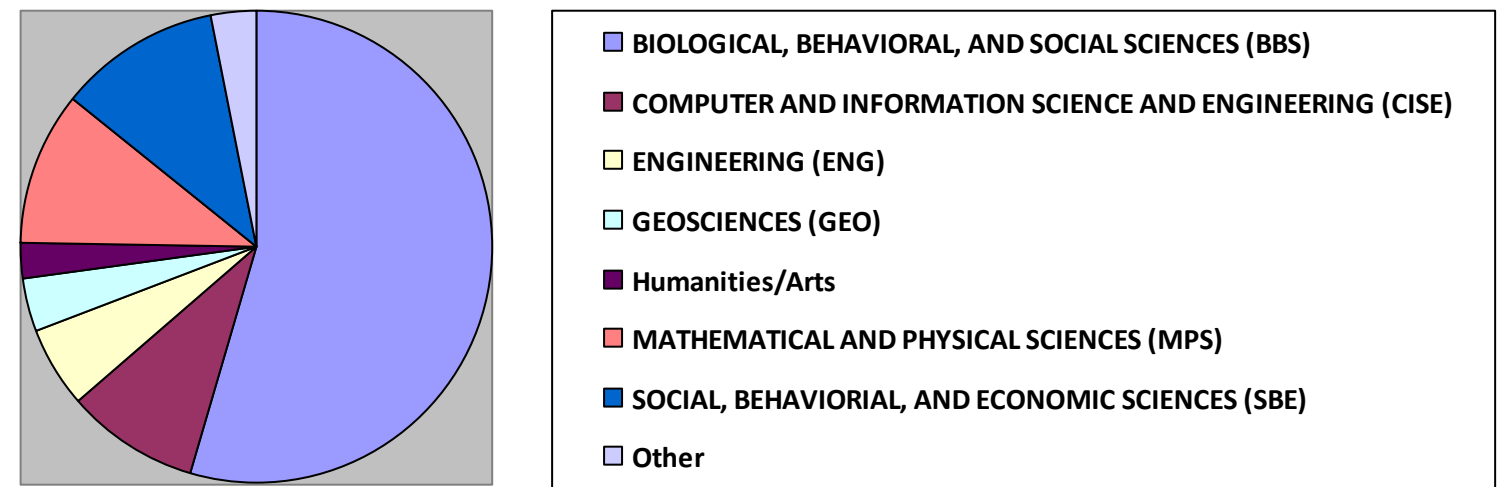 BIOLOGICAL, BEHAVIORAL, AND SOCIAL SCIENCES (BBS)
COMPUTER AND INFORMATION SCIENCE AND ENGINEERING (CISE)
ENGINEERING (ENG)
GEOSCIENCES (GEO)
Humanities/Arts
MATHEMATICAL AND PHYSICAL SCIENCES (MPS)
SOCIAL, BEHAVIORIAL, AND ECONOMIC SCIENCES (SBE)
Other